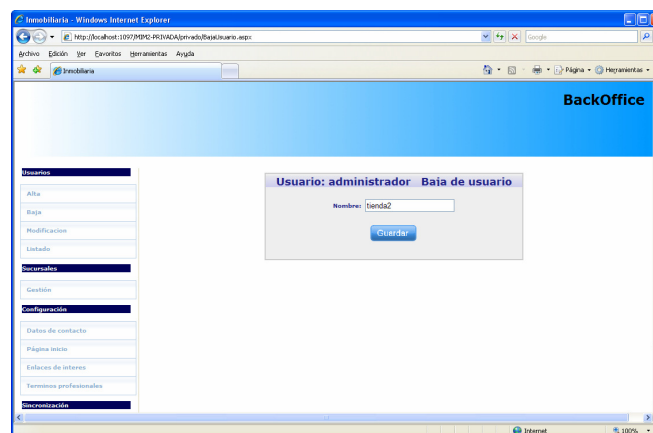 Inmobiliaria - Windows Internet Explorer
http://localhost:1097/MIM2-PRIVADA/privado/BajaUsuario.aspx
Google
Archivo Edición Ver Favoritos Herramientas Ayuda
Inmobiliaria
Página
Herramientas
BackOffice
Usuarios
Alta
Baja
Modificacion
Listado
Sucursales
Gestión
Configuración
Datos de contacto
Página inicio
Enlaces de interes
Terminos profesionales
Sincronización
Usuario: administrador Baja de usuario
Nombre: tienda2
Guardar
Internet
100%